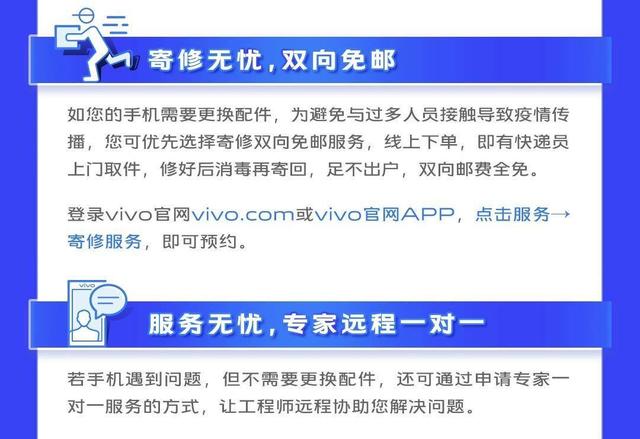 寄修无忧,双向免邮
如您的手机需要更换配件，为避免与过多人员接触导致疫情传
播，您可优先选择寄修双向免邮服务，线上下单，即有快递员
上门取件，修好后消毒再寄回，足不出户，双向邮费全免。
登录vivo官网vivo.com或vivo官网APP，点击服务→
寄修服务，即可预约。
vivo
服务无忧,专家远程一对一
若手机遇到问题，但不需要更换配件，还可通过申请专家一
对一服务的方式，让工程师远程协助您解决问题。